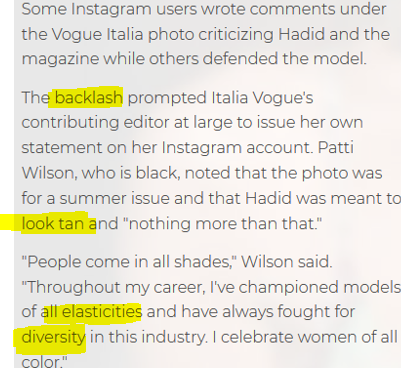 Some Instagram users wrote comments under
the Vogue Italia photo criticizing Hadid and the
magazine while others defended the model.
The backlash prompted Italia Vogue's
contributing editor at large to issue her own
statement on her Instagram account. Patti
Wilson, who is black, noted that the photo was
for a summer issue and that Hadid was meant to
look tan and "nothing more than that."
"People come in all shades," Wilson said.
"Throughout my career, I've championed models
of all elasticities and have always fought for
diversity in this industry. I celebrate women of all
color."